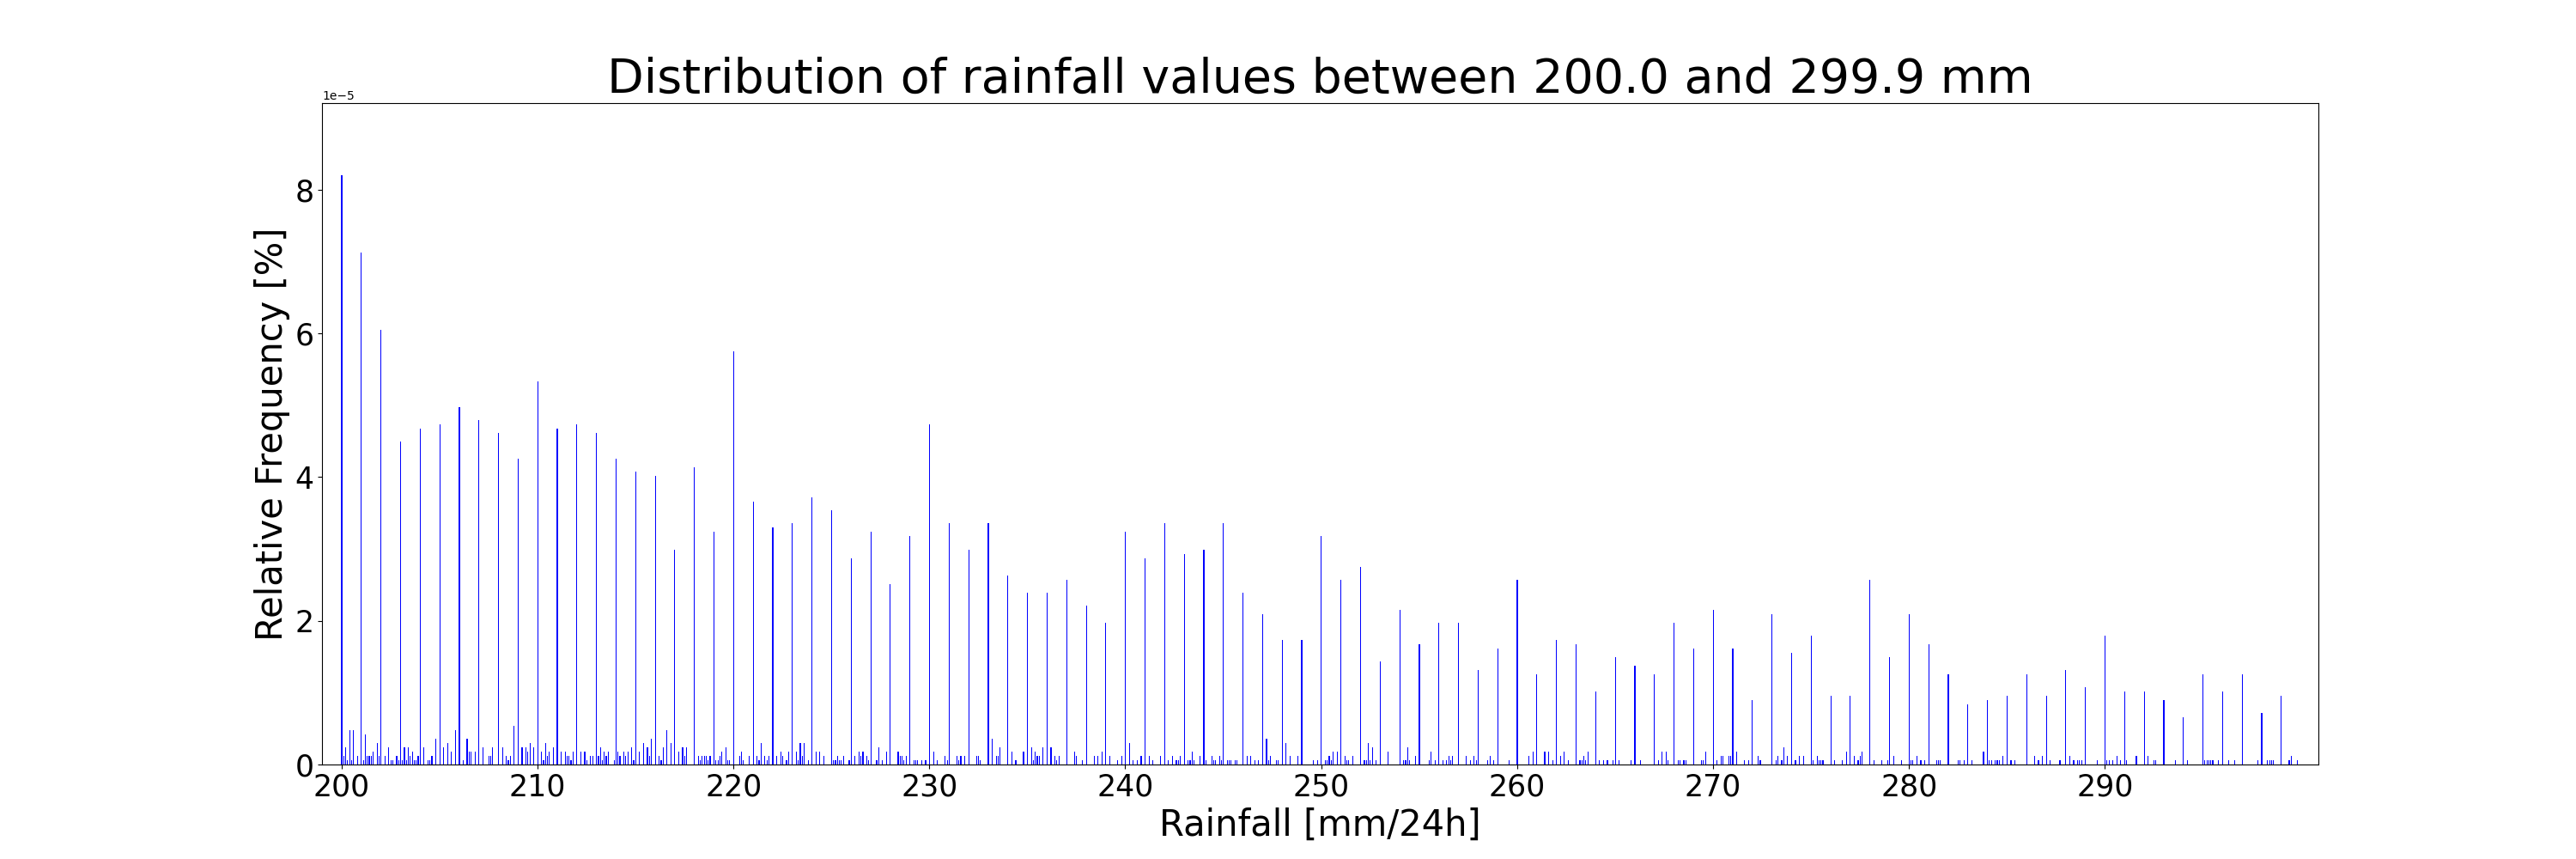 Distribution of rainfall values between 200.0 and 299.9 mm
1e−5
8
6
4
2
0
Relative Frequency [%]
200 210 220 230 240 250 260 270 280 290
Rainfall [mm/24h]